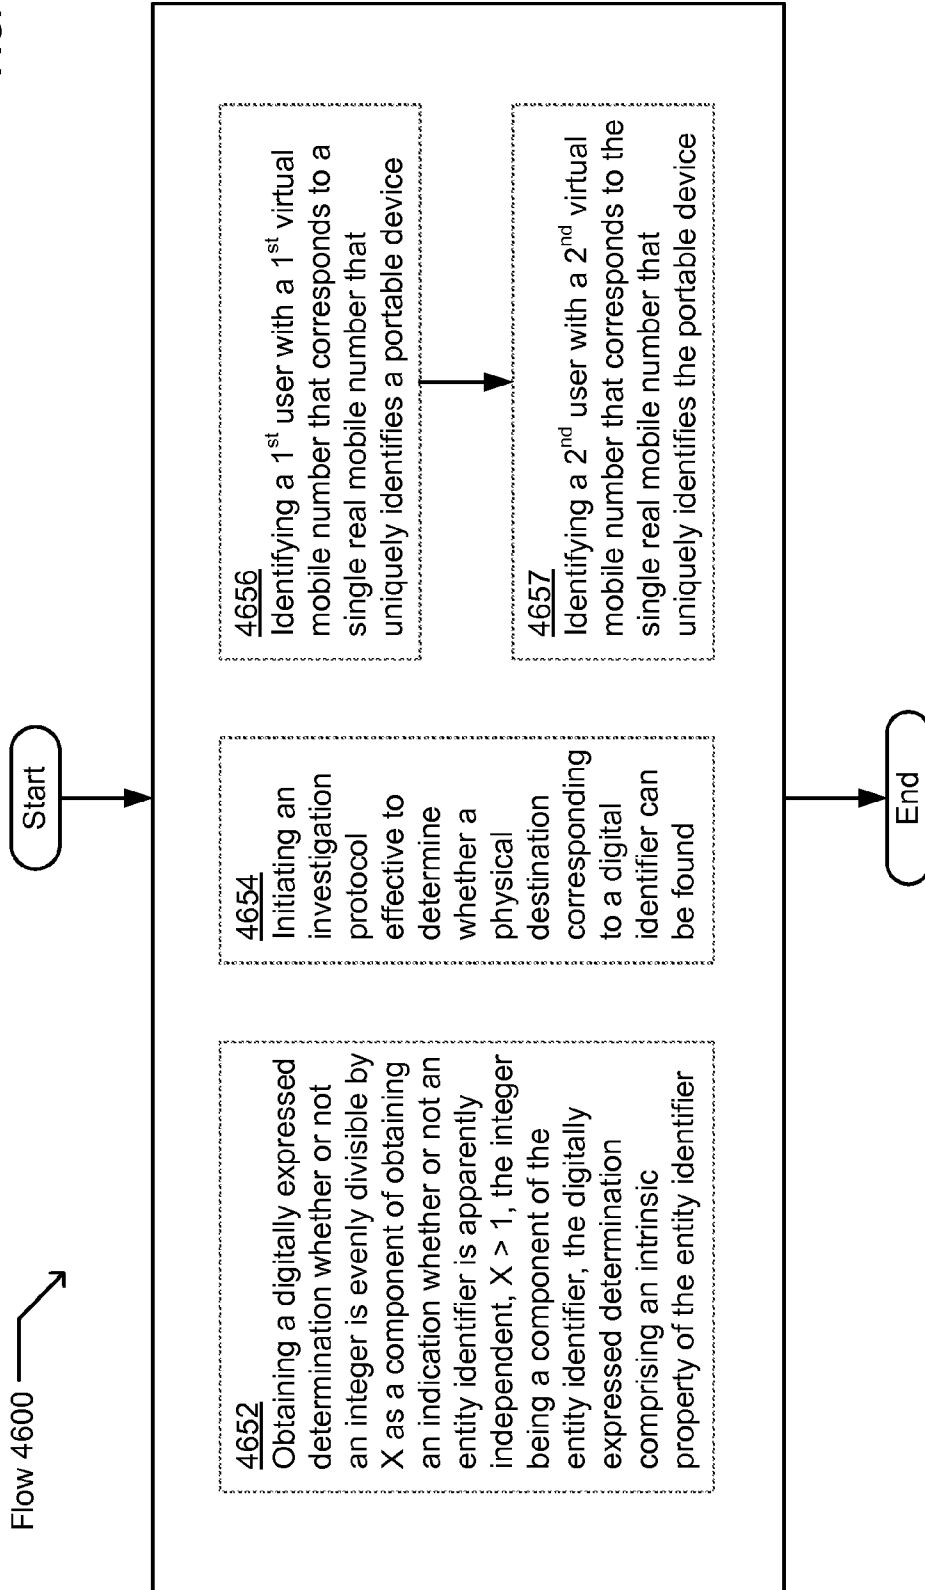 Flow 4600
Start
4652
Obtaining a digitally expressed
determination whether or not
an integer is evenly divisible by
X as a component of obtaining
an indication whether or not an
entity identifier is apparently
independent, X > 1, the integer
being a component of the
entity identifier, the digitally
expressed determination
comprising an intrinsic
property of the entity identifier
4654
Initiating an
investigation
protocol
effective to
determine
whether a
physical
destination
corresponding
to a digital
identifier can
be found
4656
Identifying a 1st user with a 1st virtual
mobile number that corresponds to a
single real mobile number that
uniquely identifies a portable device
4657
Identifying a 2nd user with a 2nd virtual
mobile number that corresponds to the
single real mobile number that
uniquely identifies the portable device
End